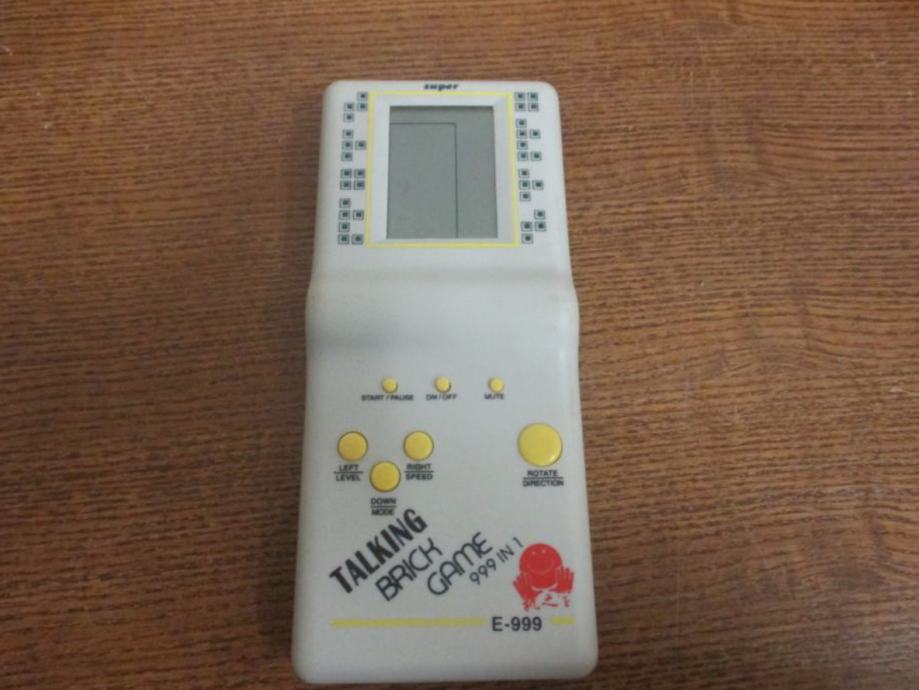 super
START / PAUSE
ON / OFF
MUTE
LEFT
LEVEL
RIGHT
SPEED
DOWN
MODE
ROTATE
DIRECTION
TALKING
BRICK
GAME
999 IN 1
E-999